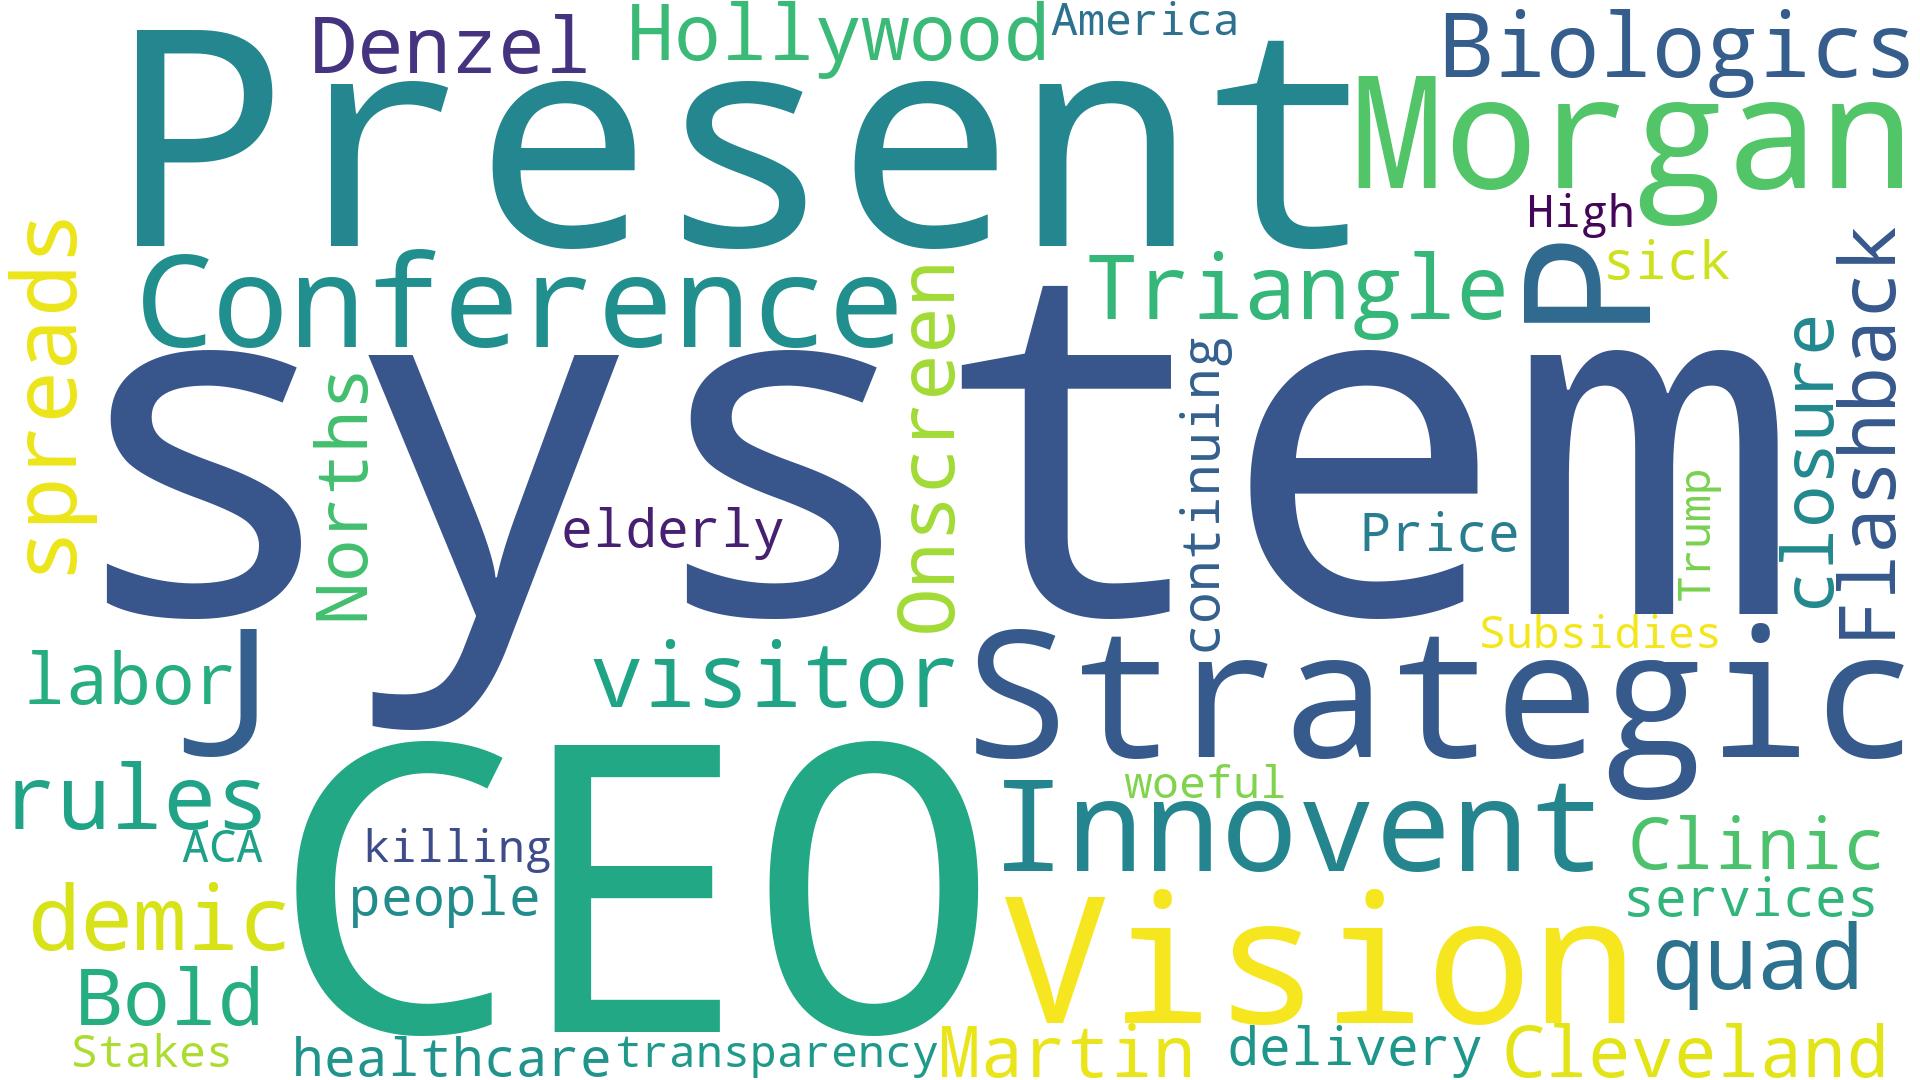 Denzel
Hollywood
America
Biologics
Present
Morgan
High
spreads
Conference
Onscreen
Triangle
P
sick
Flashback
system
Norths
continuing
closure
elderly
Price
Trump
Subsidies
labor
J
visitor
Strategic
rules
ACA
CEO
killing
people
woeful
Innovent
Clinic
services
demic
Vision
quad
Bold
Stakes
healthcare
transparency
Martin
delivery
Cleveland